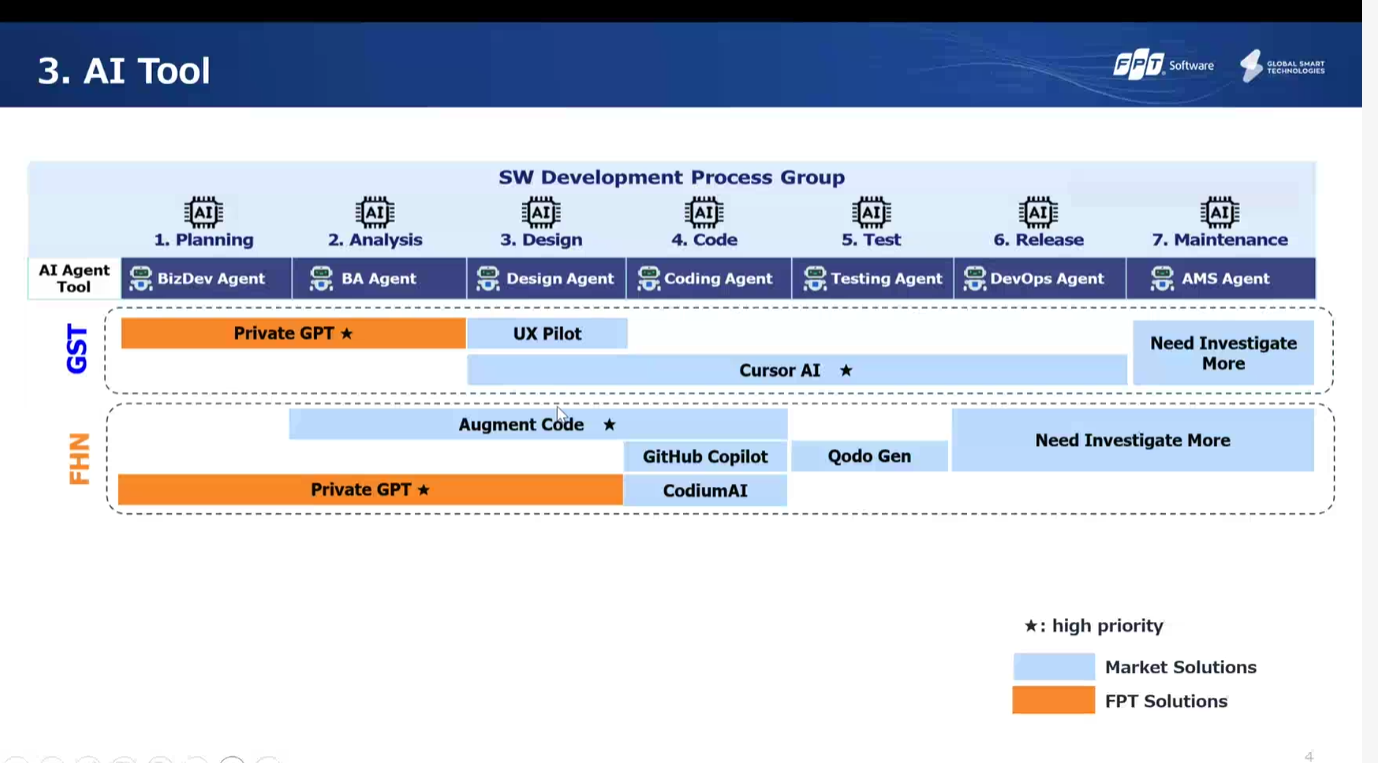 3. AI Tool
FPT Software
GLOBAL SMART
TECHNOLOGIES
SW Development Process Group
AI AI AI AI AI AI AI
1. Planning 2. Analysis 3. Design 4. Code 5. Test 6. Release 7. Maintenance
AI Agent
Tool
BizDev Agent BA Agent Design Agent Coding Agent Testing Agent DevOps Agent AMS Agent
GST
Private GPT ★ UX Pilot
Cursor AI ★
Need Investigate
More
FHN
Augment Code ★
GitHub Copilot Qodo Gen
Need Investigate More
Private GPT ★ CodiumAI
★: high priority
Market Solutions
FPT Solutions
4